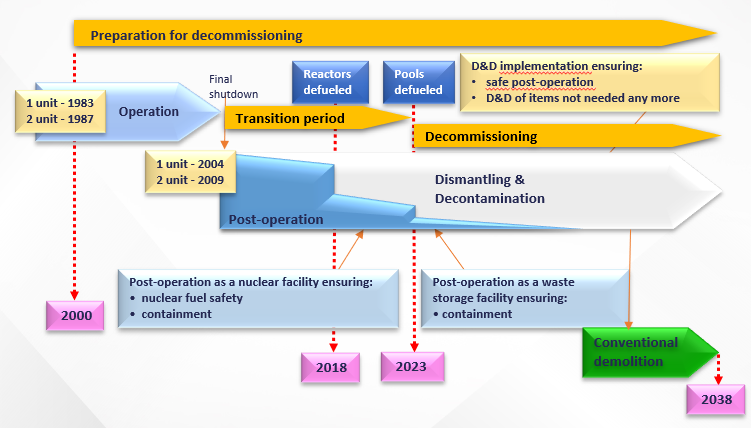 Preparation for decommissioning
Final
shutdown
Reactors
defueled
Pools
defueled
D&D implementation ensuring:
• safe post-operation
• D&D of items not needed any more
1 unit - 1983
2 unit - 1987
Operation
Transition period
Decommissioning
1 unit - 2004
2 unit - 2009
Dismantling &
Decontamination
Post-operation
Post-operation as a nuclear facility ensuring:
• nuclear fuel safety
• containment
Post-operation as a waste
storage facility ensuring:
• containment
2000
Conventional
demolition
2018
2023
2038